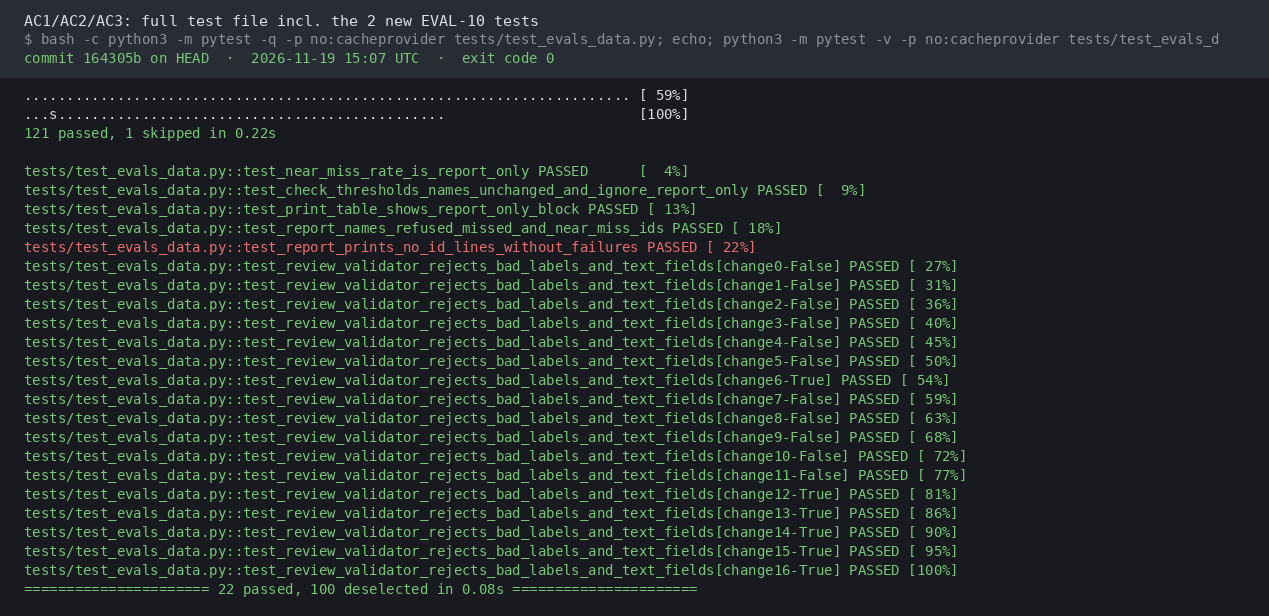 AC1/AC2/AC3: full test file incl. the 2 new EVAL-10 tests
$ bash -c python3 -m pytest -q -p no:cacheprovider tests/test_evals_data.py; echo; python3 -m pytest -v -p no:cacheprovider tests/test_evals_d
commit 164305b on HEAD · 2026-11-19 15:07 UTC · exit code 0
........................................................................ [ 59%]
...s.............................................. [100%]
121 passed, 1 skipped in 0.22s
tests/test_evals_data.py::test_near_miss_rate_is_report_only PASSED [ 4%]
tests/test_evals_data.py::test_check_thresholds_names_unchanged_and_ignore_report_only PASSED [ 9%]
tests/test_evals_data.py::test_print_table_shows_report_only_block PASSED [ 13%]
tests/test_evals_data.py::test_report_names_refused_missed_and_near_miss_ids PASSED [ 18%]
tests/test_evals_data.py::test_report_prints_no_id_lines_without_failures PASSED [ 22%]
tests/test_evals_data.py::test_review_validator_rejects_bad_labels_and_text_fields[change0-False] PASSED [ 27%]
tests/test_evals_data.py::test_review_validator_rejects_bad_labels_and_text_fields[change1-False] PASSED [ 31%]
tests/test_evals_data.py::test_review_validator_rejects_bad_labels_and_text_fields[change2-False] PASSED [ 36%]
tests/test_evals_data.py::test_review_validator_rejects_bad_labels_and_text_fields[change3-False] PASSED [ 40%]
tests/test_evals_data.py::test_review_validator_rejects_bad_labels_and_text_fields[change4-False] PASSED [ 45%]
tests/test_evals_data.py::test_review_validator_rejects_bad_labels_and_text_fields[change5-False] PASSED [ 50%]
tests/test_evals_data.py::test_review_validator_rejects_bad_labels_and_text_fields[change6-True] PASSED [ 54%]
tests/test_evals_data.py::test_review_validator_rejects_bad_labels_and_text_fields[change7-False] PASSED [ 59%]
tests/test_evals_data.py::test_review_validator_rejects_bad_labels_and_text_fields[change8-False] PASSED [ 63%]
tests/test_evals_data.py::test_review_validator_rejects_bad_labels_and_text_fields[change9-False] PASSED [ 68%]
tests/test_evals_data.py::test_review_validator_rejects_bad_labels_and_text_fields[change10-False] PASSED [ 72%]
tests/test_evals_data.py::test_review_validator_rejects_bad_labels_and_text_fields[change11-False] PASSED [ 77%]
tests/test_evals_data.py::test_review_validator_rejects_bad_labels_and_text_fields[change12-True] PASSED [ 81%]
tests/test_evals_data.py::test_review_validator_rejects_bad_labels_and_text_fields[change13-True] PASSED [ 86%]
tests/test_evals_data.py::test_review_validator_rejects_bad_labels_and_text_fields[change14-True] PASSED [ 90%]
tests/test_evals_data.py::test_review_validator_rejects_bad_labels_and_text_fields[change15-True] PASSED [ 95%]
tests/test_evals_data.py::test_review_validator_rejects_bad_labels_and_text_fields[change16-True] PASSED [100%]
====================== 22 passed, 100 deselected in 0.08s ======================